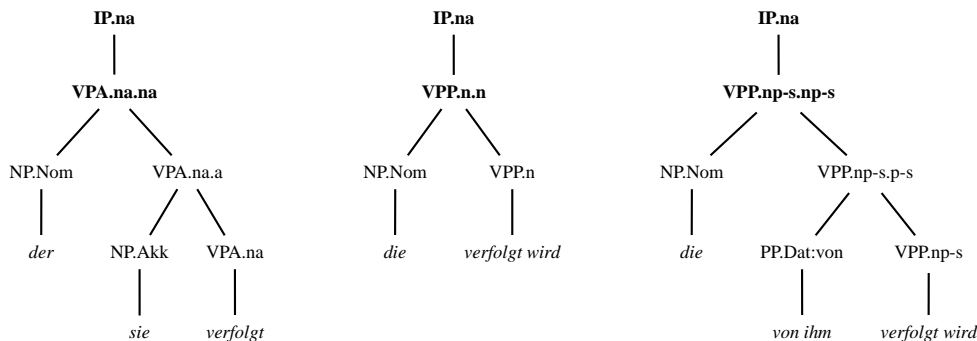 IP.na IP.na IP.na
VPA.na.na VPP.n.n VPP.np-s.np-s
NP.Nom VPA.na.a NP.Nom VPP.n NP.Nom VPP.np-s.p-s
der NP.Akk VPA.na die verfolgt wird die PP.Dat:von VPP.np-s
sie verfolgt von ihm verfolgt wird